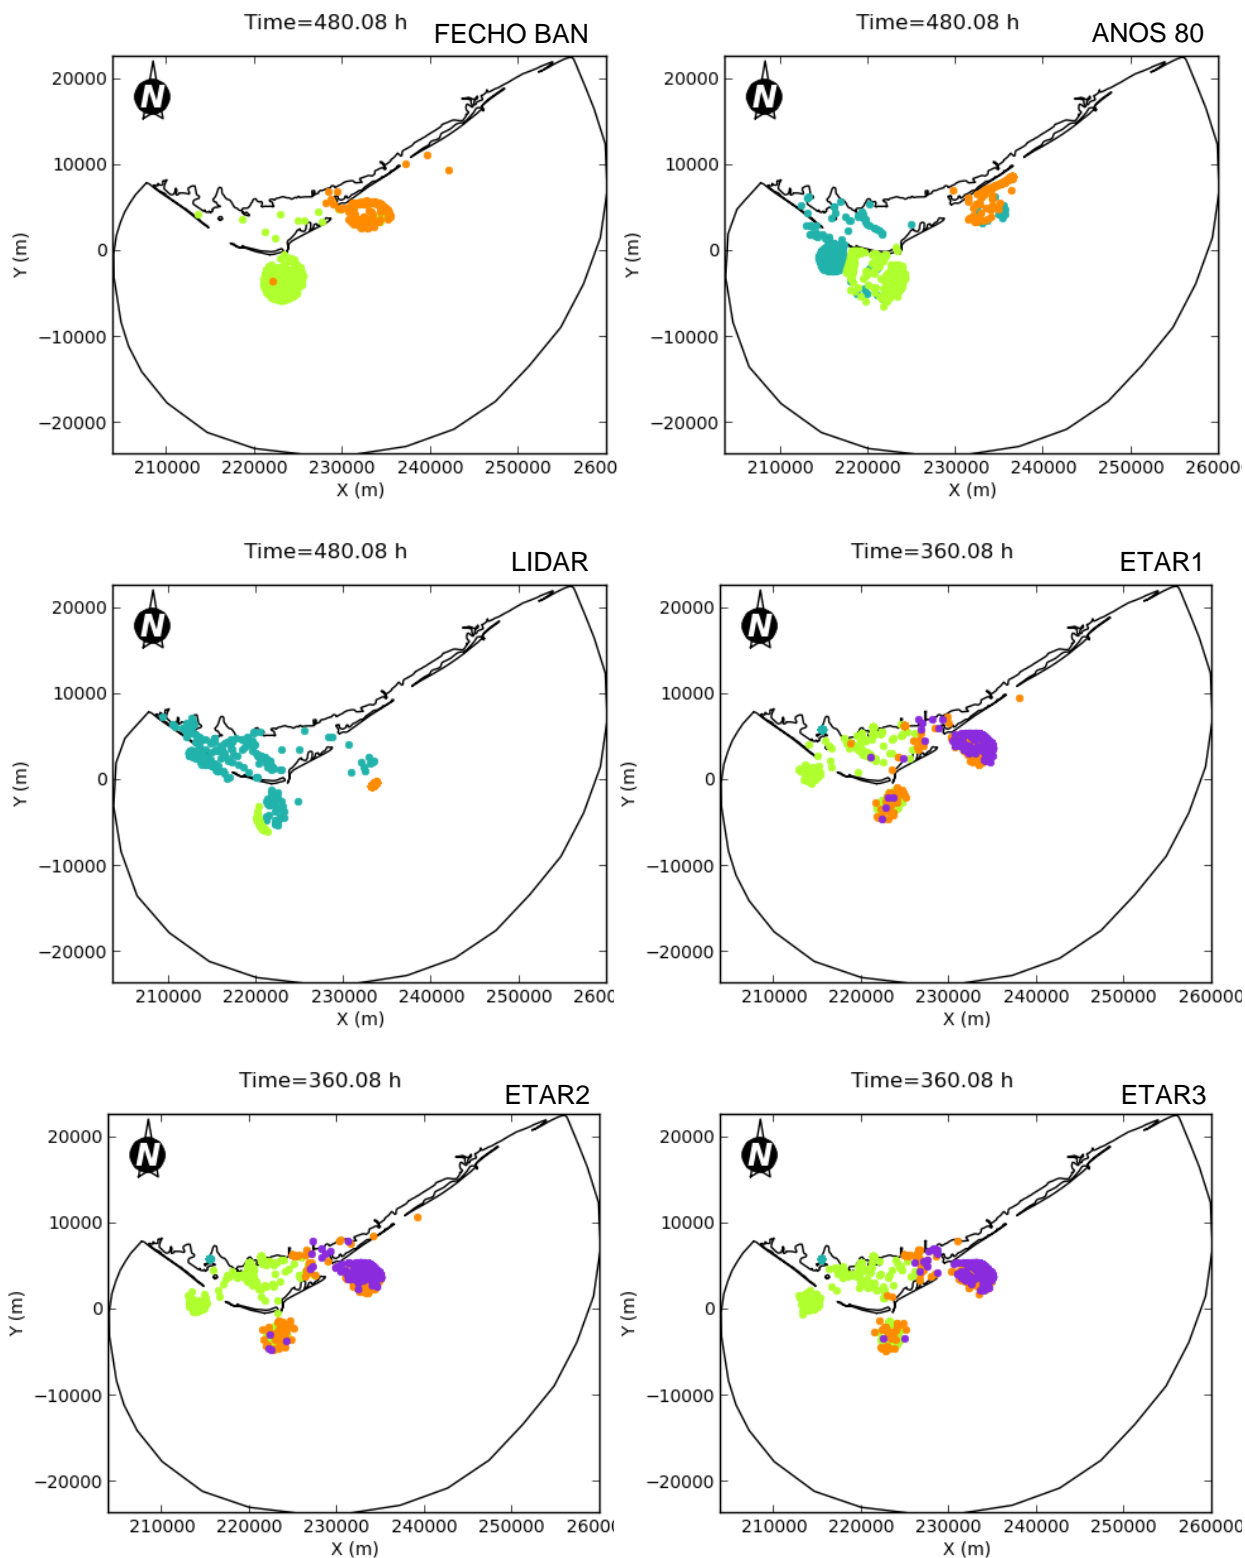 Time=480.08 h
FECHO BAN
N
20000
10000
0
−10000
−20000
Y (m)
210000 220000 230000 240000 250000 2600
X (m)
Time=480.08 h
ANOS 80
N
20000
10000
0
−10000
−20000
Y (m)
210000 220000 230000 240000 250000 260000
X (m)
Time=480.08 h
LIDAR
N
20000
10000
0
−10000
−20000
Y (m)
210000 220000 230000 240000 250000 2600
X (m)
Time=360.08 h
ETAR1
N
20000
10000
0
−10000
−20000
Y (m)
210000 220000 230000 240000 250000 260000
X (m)
Time=360.08 h
ETAR2
N
20000
10000
0
−10000
−20000
Y (m)
210000 220000 230000 240000 250000 26000
X (m)
Time=360.08 h
ETAR3
N
20000
10000
0
−10000
−20000
Y (m)
210000 220000 230000 240000 250000 260000
X (m)